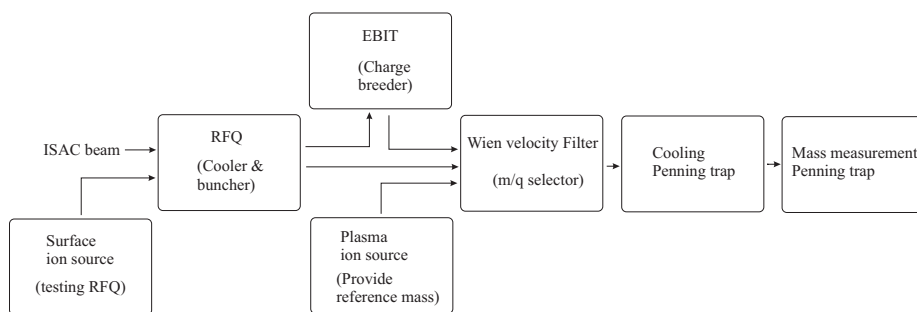 EBIT
(Charge
breeder)
ISAC beam
RFQ
(Cooler &
buncher)
Wien velocity Filter
(m/q selector)
Cooling
Penning trap
Mass measurement
Penning trap
Surface
ion source
(testing RFQ)
Plasma
ion source
(Provide
reference mass)